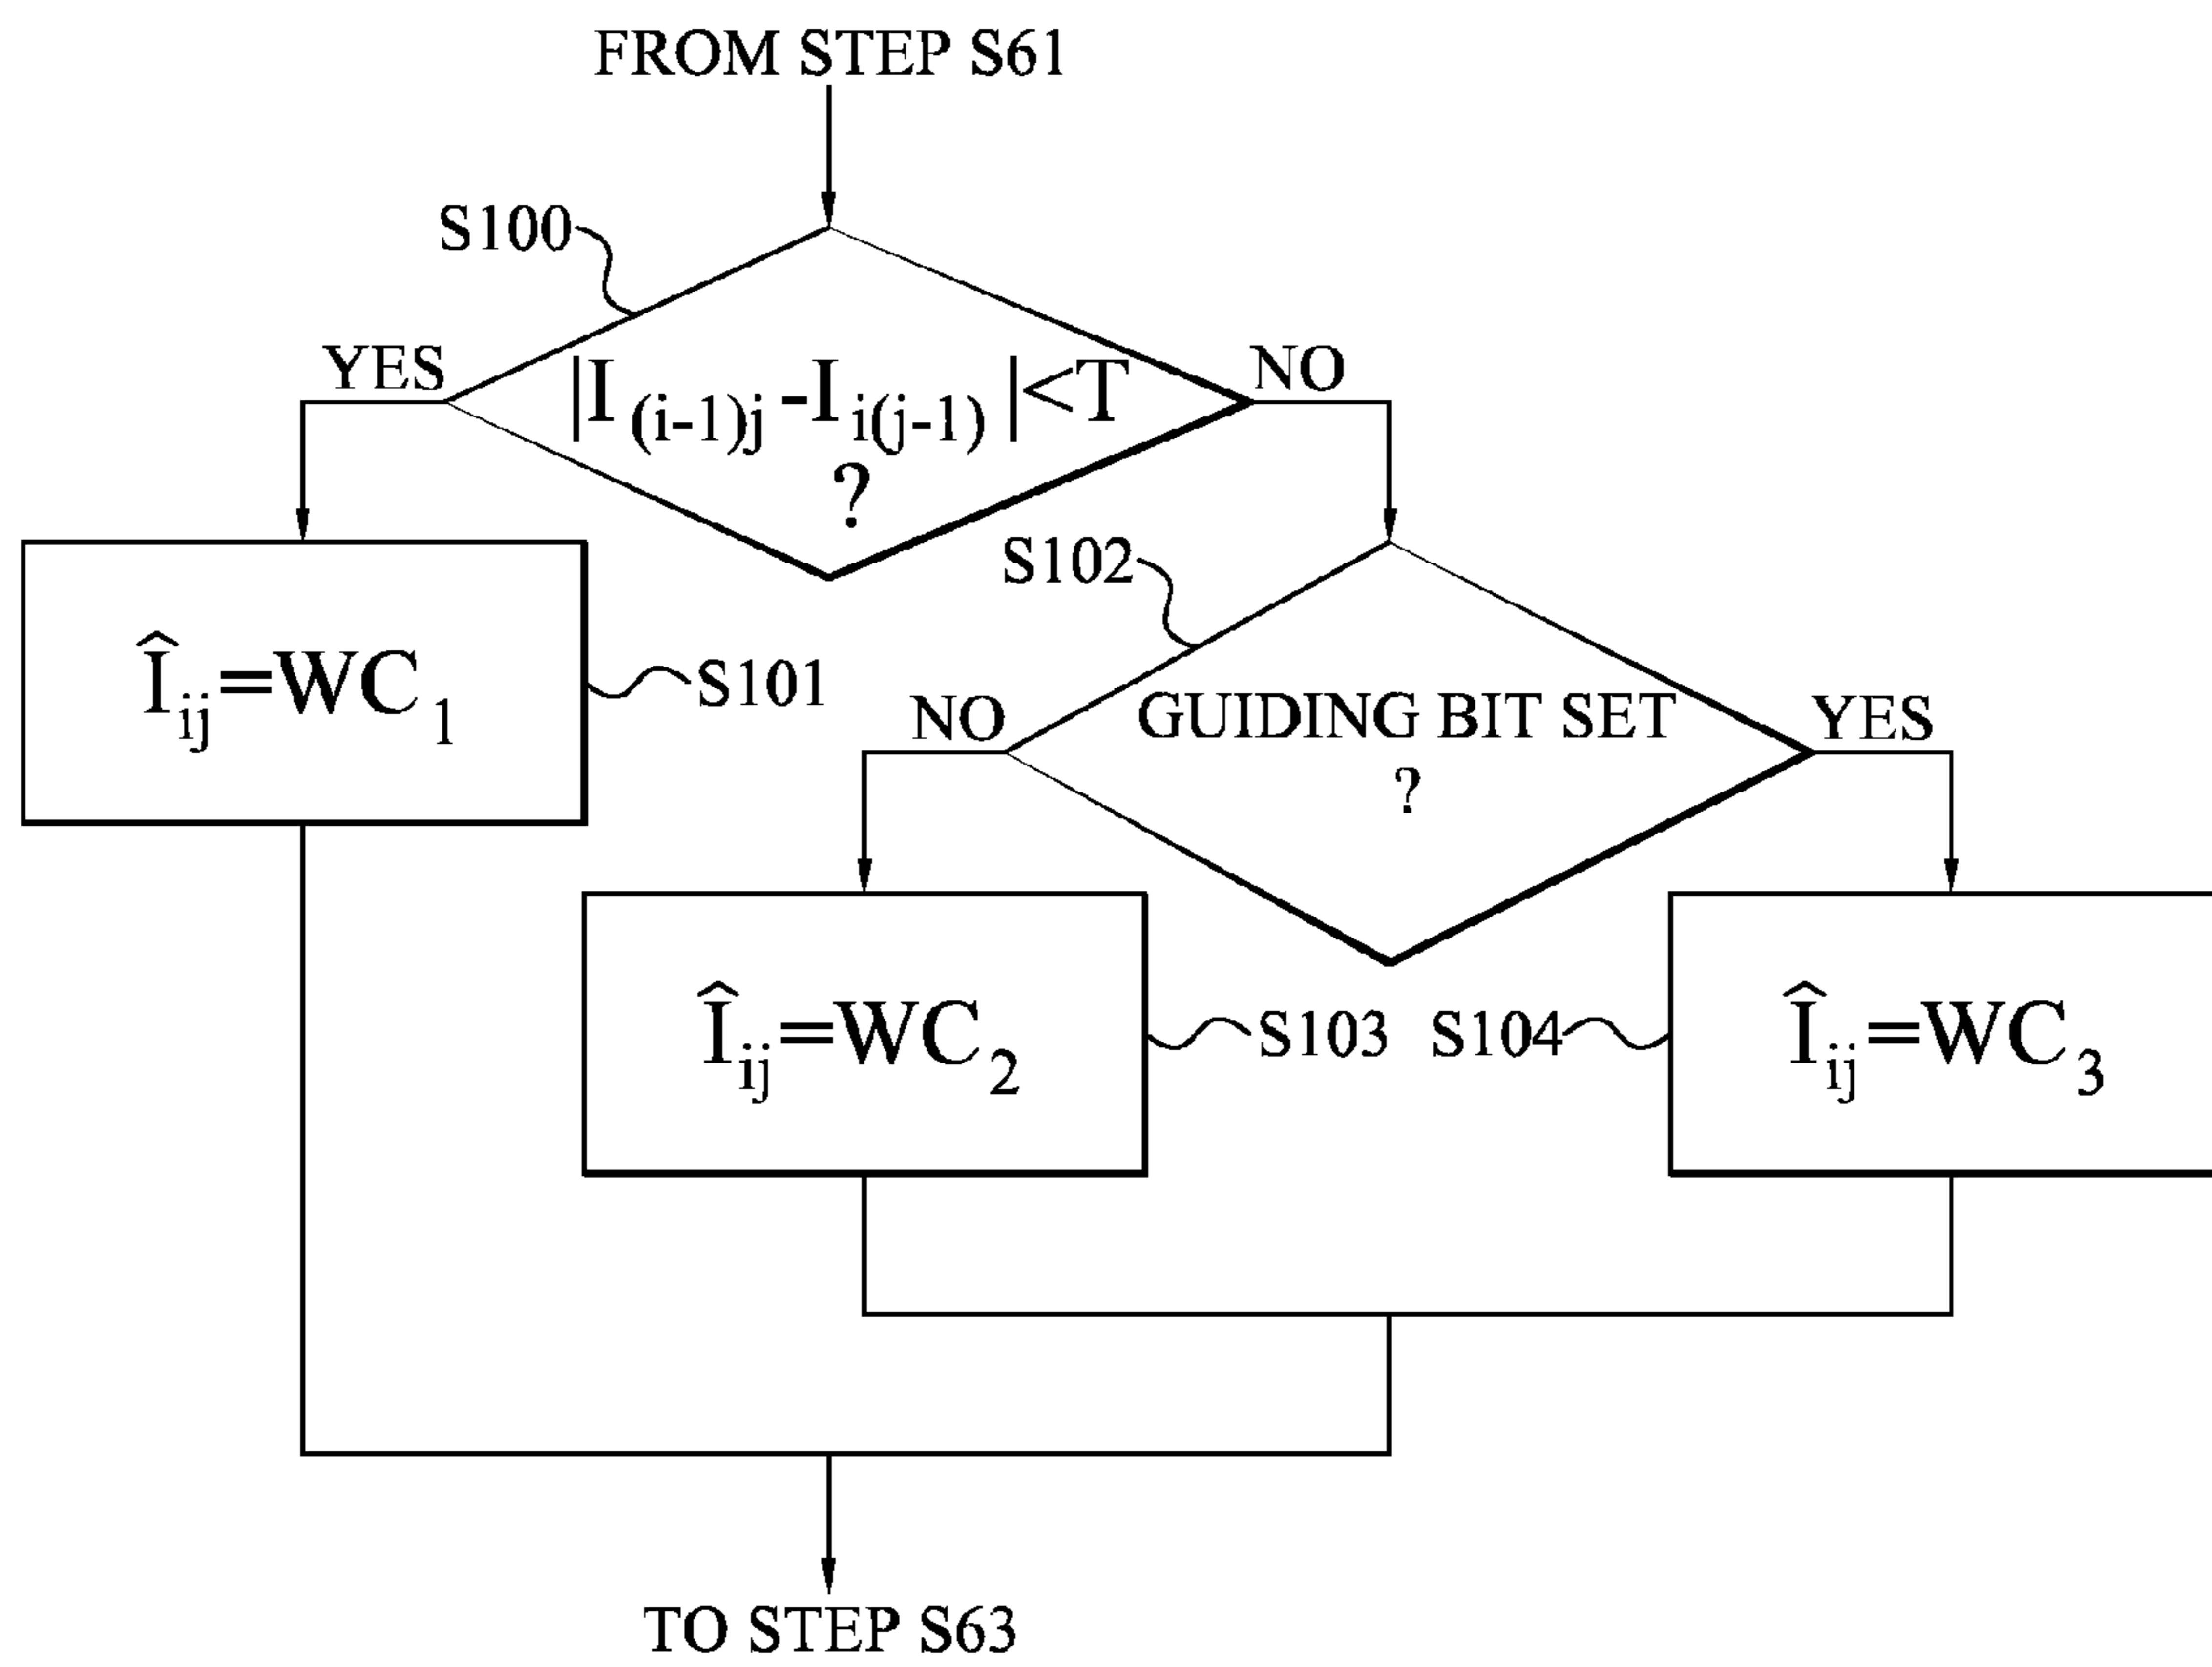 FROM STEP S61
S100
YES
|I(i-1)j-Ii(j-1)|<T
?
NO
S102
Îij=WC1
S101
NO
GUIDING BIT SET
?
YES
Îij=WC2
S103
S104
Îij=WC3
TO STEP S63